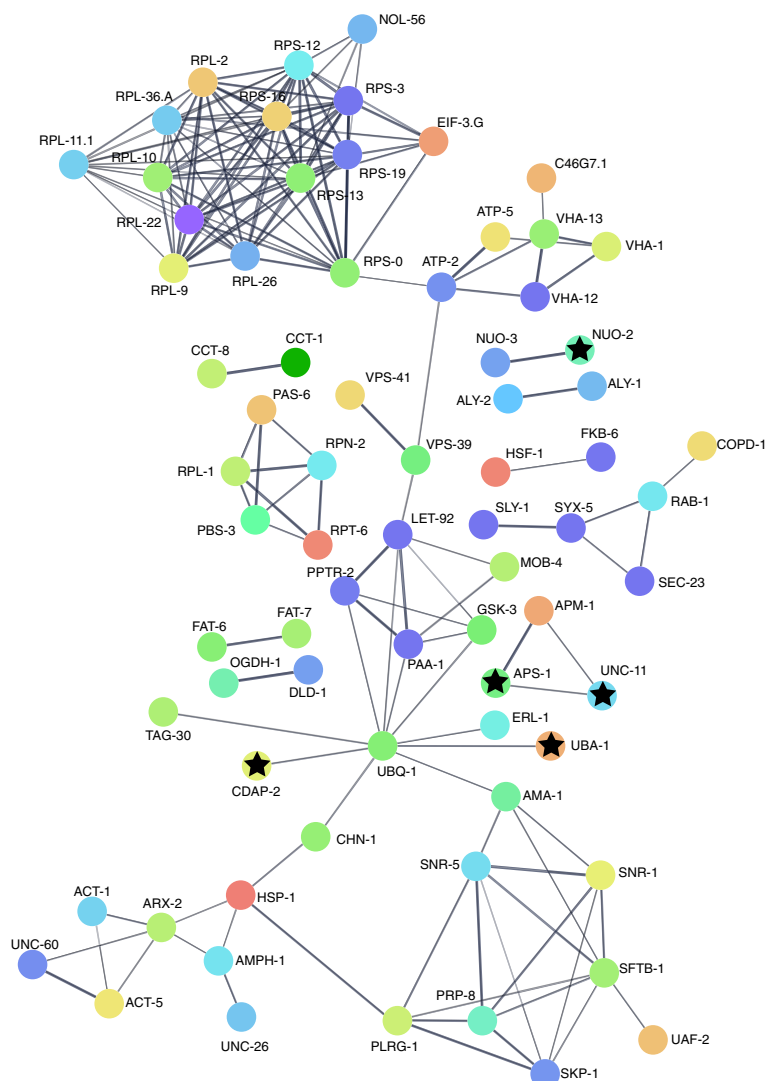 NOL-56
RPS-12
RPL-2
RPS-3
RPS-16
RPL-36.A
EIF-3.G
RPL-11.1
RPL-10
RPS-19
C46G7.1
RPS-13
ATP-5
VHA-13
RPL-22
VHA-1
RPS-0
ATP-2
RPL-9
RPL-26
VHA-12
CCT-1
NUO-3
NUO-2
CCT-8
VPS-41
ALY-1
PAS-6
ALY-2
FKB-6
RPN-2
VPS-39
COPD-1
HSF-1
RPL-1
RAB-1
SLY-1
SYX-5
LET-92
PBS-3
RPT-6
MOB-4
PPTR-2
SEC-23
GSK-3
APM-1
FAT-7
FAT-6
PAA-1
OGDH-1
APS-1
UNC-11
DLD-1
ERL-1
TAG-30
UBA-1
UBQ-1
CDAP-2
AMA-1
CHN-1
SNR-5
SNR-1
ACT-1
HSP-1
ARX-2
UNC-60
AMPH-1
SFTB-1
PRP-8
ACT-5
UAF-2
UNC-26
PLRG-1
SKP-1